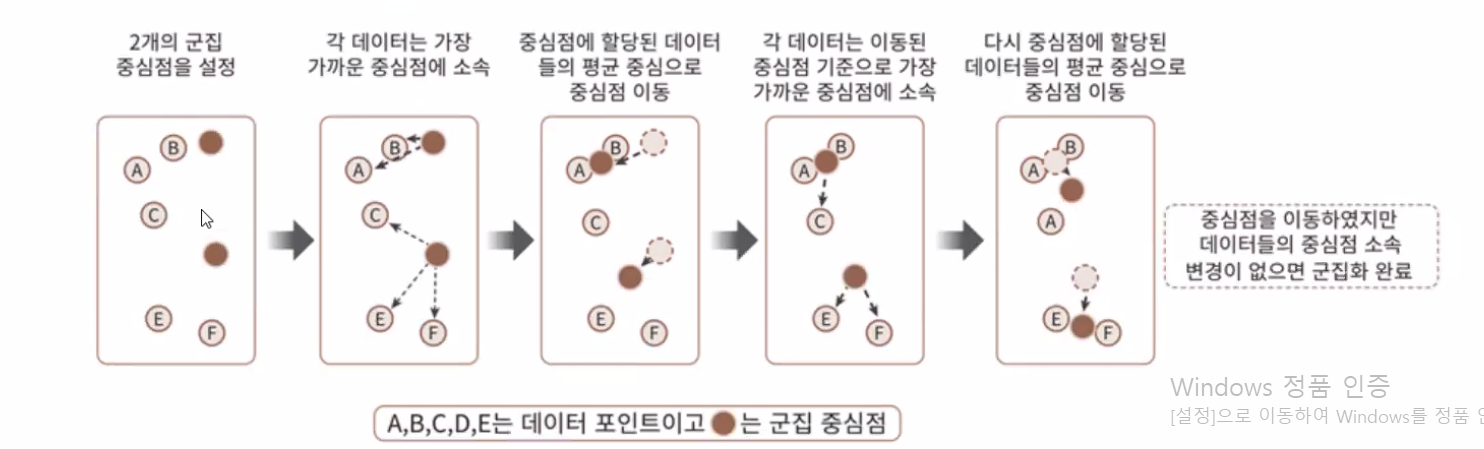 2개의 군집
중심점을 설정
각 데이터는 가장
가까운 중심점에 소속
중심점에 할당된 데이터
들의 평균 중심으로
중심점 이동
각 데이터는 이동된
중심점 기준으로 가장
가까운 중심점에 소속
다시 중심점에 할당된
데이터들의 평균 중심으로
중심점 이동
B
A
C
E
F
B
A
C
E
F
B
A
C
E
F
B
A
C
E
F
B
A
A
E
F
중심점을 이동하였지만
데이터들의 중심점 소속
변경이 없으면 군집화 완료
A,B,C,D,E는 데이터 포인트이고 는 군집 중심점
Windows 정품 인증
[설정]으로 이동하여 Windows를 정품